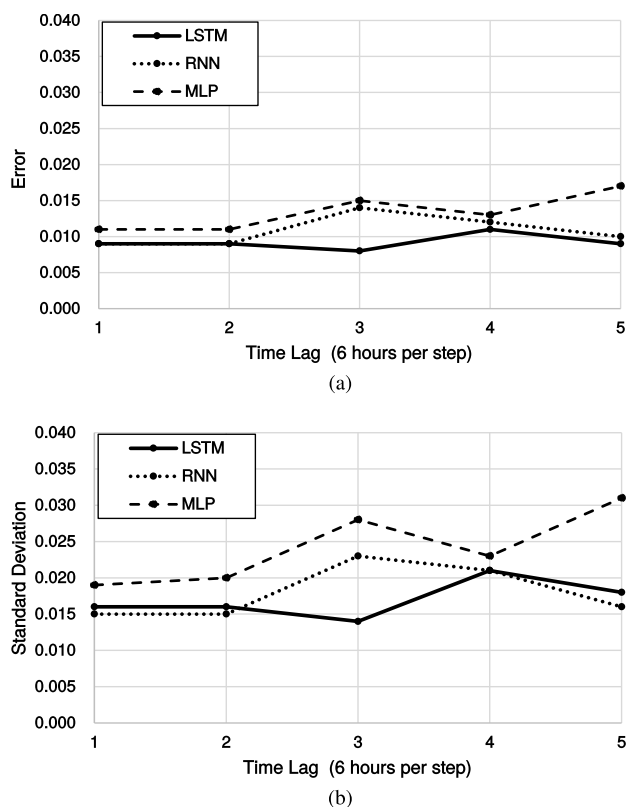 0.040
LSTM
0.035
RNN
0.030
MLP
0.025
0.020
Error
0.015
0.010
0.005
0.000
1 2 3 4 5
Time Lag (6 hours per step)
(a)
0.040
LSTM
0.035
RNN
0.030
MLP
0.025
0.020
Standard Deviation
0.015
0.010
0.005
0.000
1 2 3 4 5
Time Lag (6 hours per step)
(b)